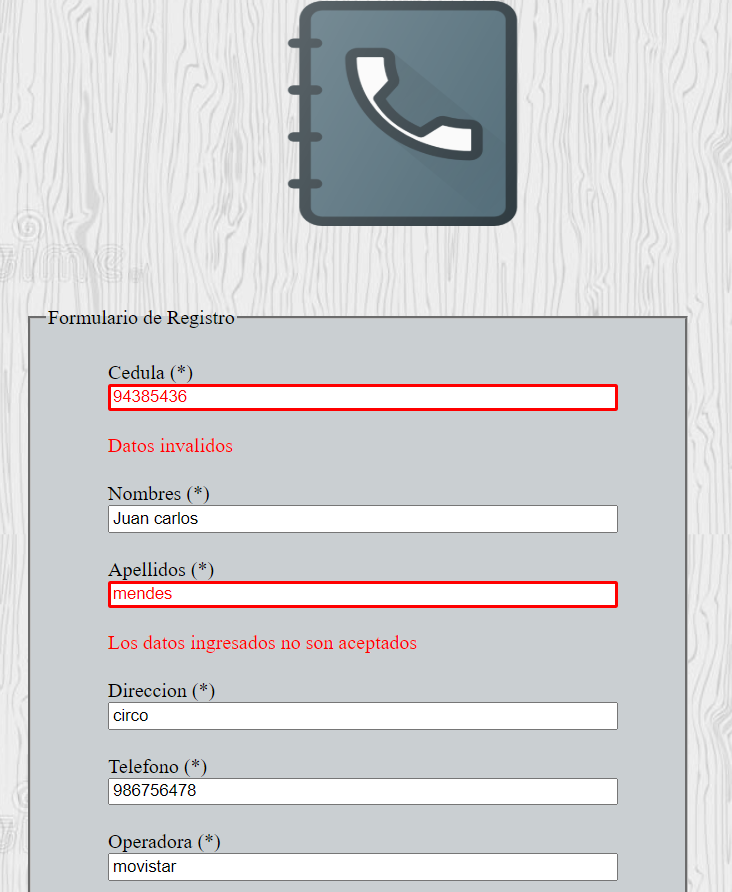 Formulario de Registro
Cedula (*)
94385436
Datos invalidos
Nombres (*)
Juan carlos
Apellidos (*)
mendes
Los datos ingresados no son aceptados
Direccion (*)
circo
Telefono (*)
986756478
Operadora (*)
movistar